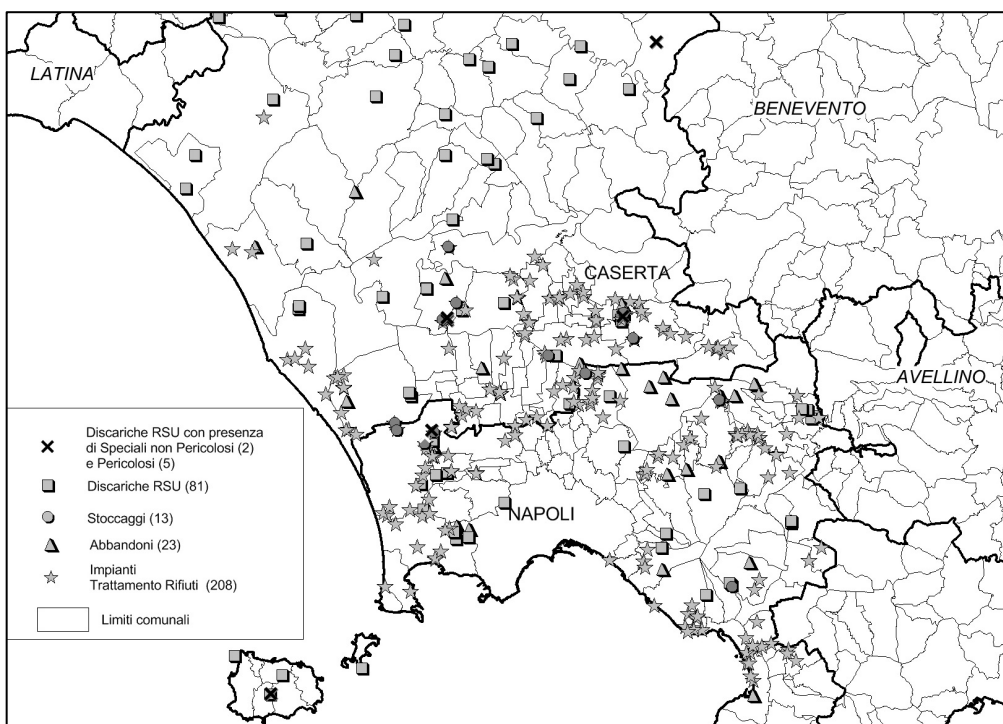 LATINA
BENEVENTO
CASERTA
AVELLINO
NAPOLI
Discariche RSU con presenza
di Speciali non Pericolosi (2)
e Pericolosi (5)
Discariche RSU (81)
Stoccaggi (13)
Abbandoni (23)
Impianti
Trattamento Rifiuti (208)
Limiti comunali